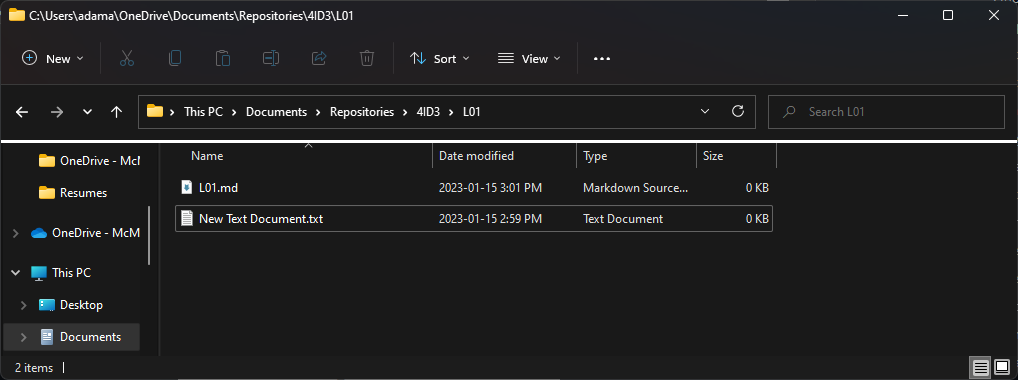 C:\Users\adama\OneDrive\Documents\Repositories\4ID3\L01
New Sort View
This PC Documents Repositories 4ID3 L01 Search L01
Name Date modified Type Size
OneDrive - McM
L01.md 2023-01-15 3:01 PM Markdown Source... 0 KB
Resumes
New Text Document.txt 2023-01-15 2:59 PM Text Document 0 KB
OneDrive - McM
This PC
Desktop
Documents
2 items